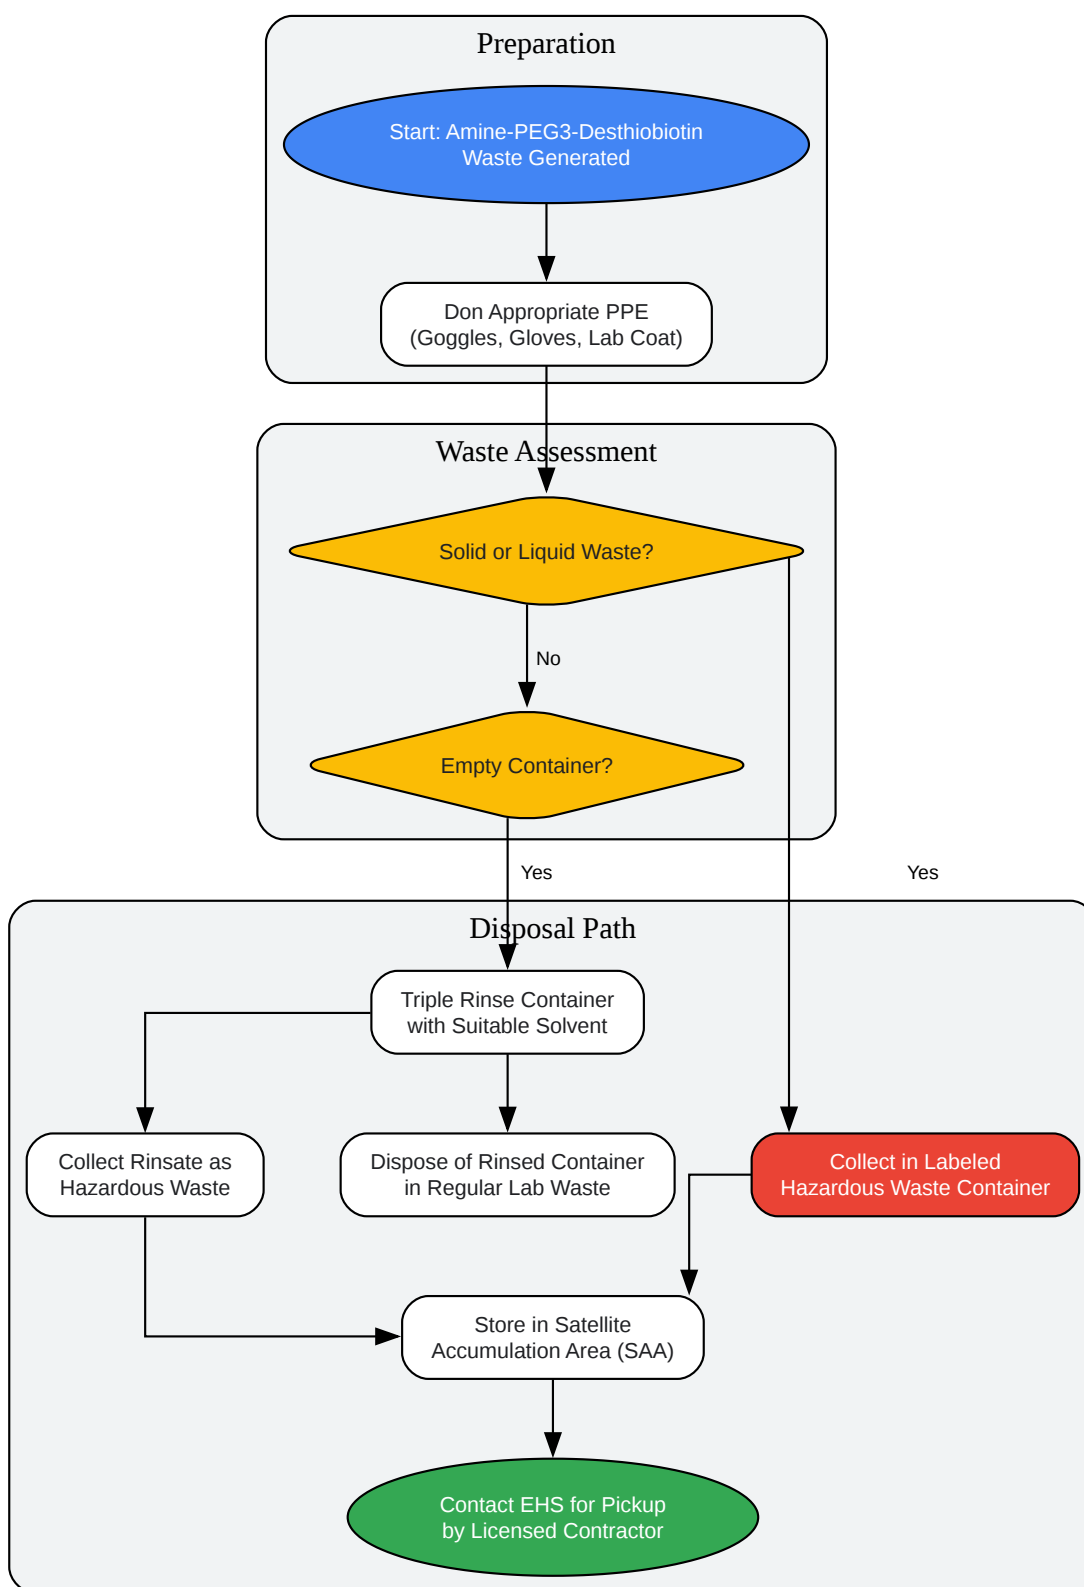 Preparation
Start: Amine-PEG3-Desthiobiotin
Waste Generated
Don Appropriate PPE
(Goggles, Gloves, Lab Coat)
Waste Assessment
Solid or Liquid Waste?
No
Empty Container?
Yes
Yes
Disposal Path
Triple Rinse Container
with Suitable Solvent
Collect Rinsate as
Hazardous Waste
Dispose of Rinsed Container
in Regular Lab Waste
Collect in Labeled
Hazardous Waste Container
Store in Satellite
Accumulation Area (SAA)
Contact EHS for Pickup
by Licensed Contractor